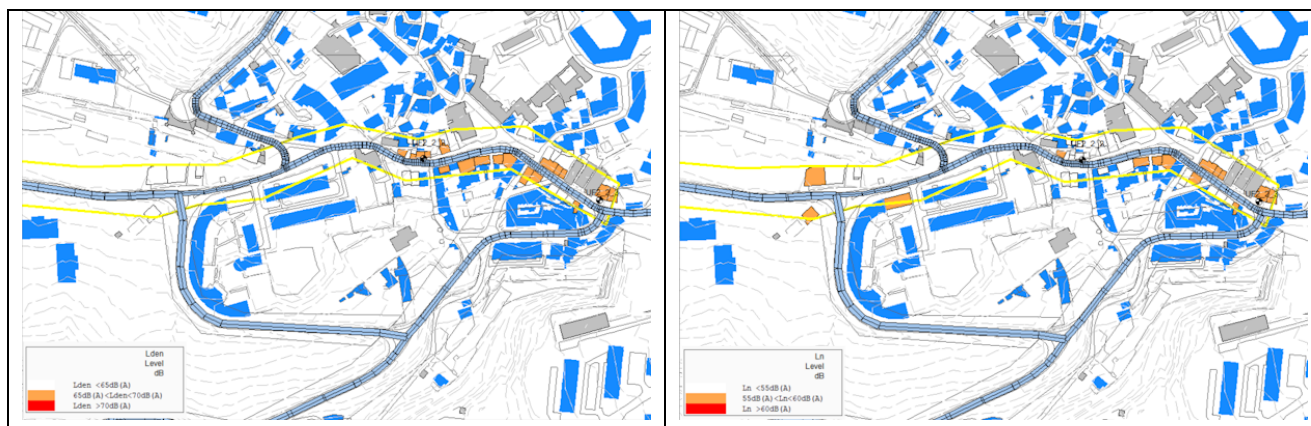 Lden
Level
dB
Lden <65dB(A)
65dB(A)<Lden<70dB(A)
Lden >70dB(A)
Ln
Level
dB
Ln <55dB(A)
55dB(A)<Ln<60dB(A)
Ln >60dB(A)